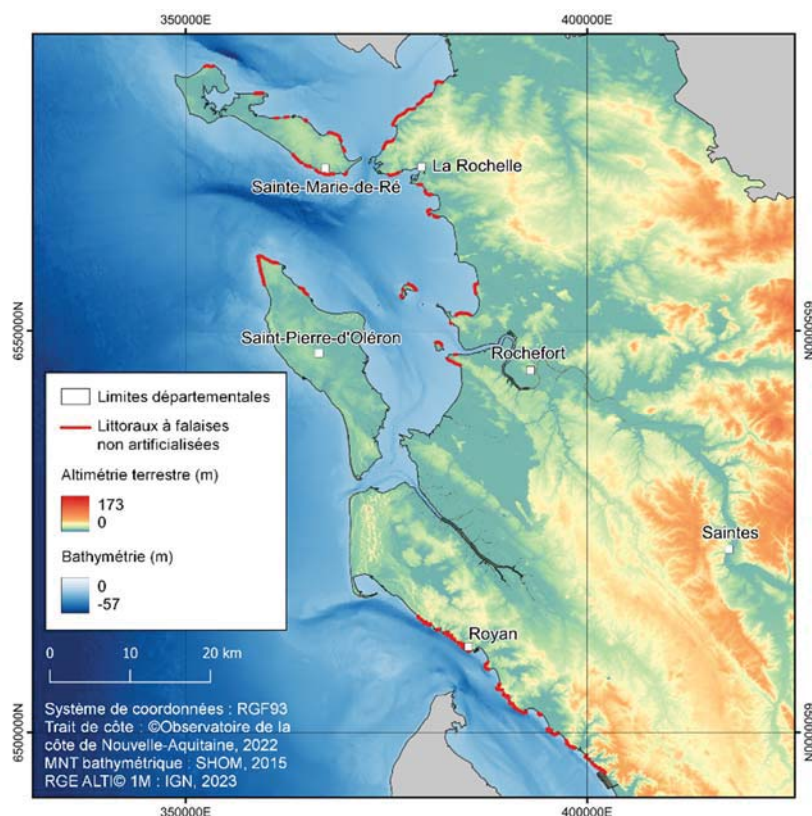 350000E
400000E
La Rochelle
Sainte-Marie-de-Ré
6550000N
6550000N
Saint-Pierre-d'Oléron
Rochefort
Limites départementales
Littoraux à falaises
non artificialisées
Altimétrie terrestre (m)
173
0
Bathymétrie (m)
0
-57
Saintes
Royan
0 10 20 km
Système de coordonnées : RGF93
Trait de côte : ©Observatoire de la
côte de Nouvelle-Aquitaine, 2022
MNT bathymétrique : SHOM, 2015
RGE ALTI© 1M : IGN, 2023
6500000N
6500000N
350000E
400000E